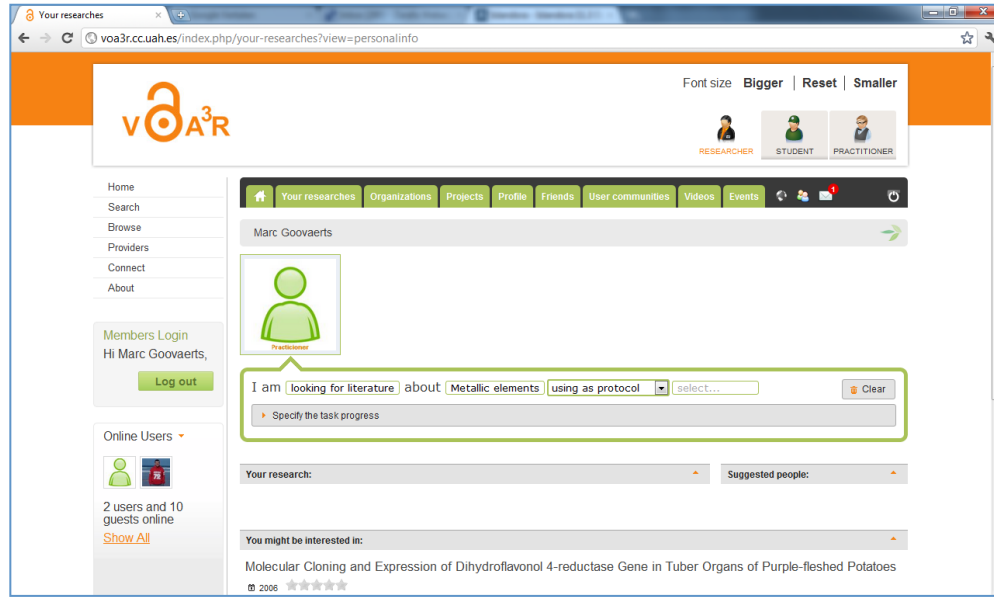 Your researches
voa3r.cc.uah.es/index.php/your-researches?view=personalinfo
Font size Bigger | Reset | Smaller
VOA3R
RESEARCHER STUDENT PRACTITIONER
Home
Search
Browse
Providers
Connect
About
Your researches Organizations Projects Profile Friends User communities Videos Events 1
Marc Goovaerts
Practicioner
Members Login
Hi Marc Goovaerts,
Log out
I am looking for literature about Metallic elements using as protocol select... Clear
Specify the task progress
Online Users
2 users and 10
guests online
Show All
Your research: Suggested people:
You might be interested in:
Molecular Cloning and Expression of Dihydroflavonol 4-reductase Gene in Tuber Organs of Purple-fleshed Potatoes
2006